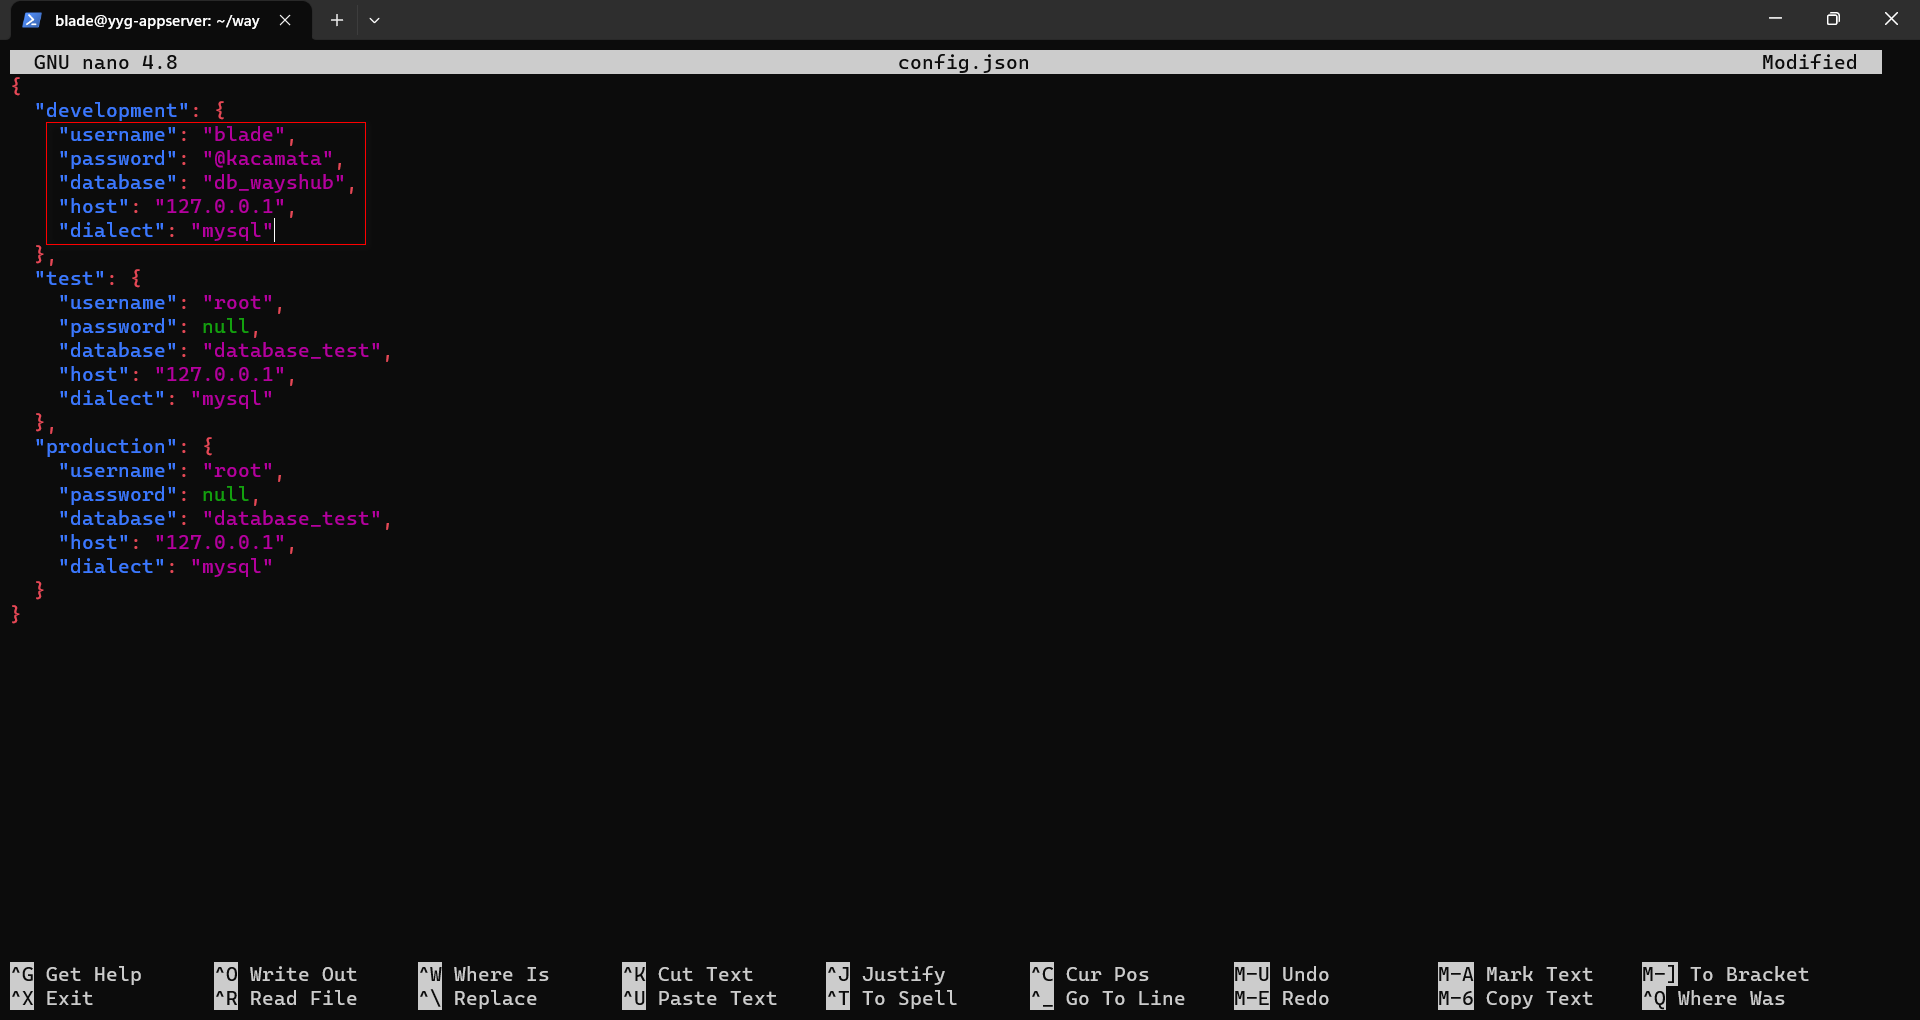 blade@yyg-appserver: ~/way
GNU nano 4.8 config.json Modified
{
  "development": {
    "username": "blade",
    "password": "@kacamata",
    "database": "db_wayshub",
    "host": "127.0.0.1",
    "dialect": "mysql"
  },
  "test": {
    "username": "root",
    "password": null,
    "database": "database_test",
    "host": "127.0.0.1",
    "dialect": "mysql"
  },
  "production": {
    "username": "root",
    "password": null,
    "database": "database_test",
    "host": "127.0.0.1",
    "dialect": "mysql"
  }
}
^G Get Help ^O Write Out ^W Where Is ^K Cut Text ^J Justify ^C Cur Pos M-U Undo M-A Mark Text M-] To Bracket
^X Exit ^R Read File ^\ Replace ^U Paste Text ^T To Spell ^_ Go To Line M-E Redo M-6 Copy Text ^Q Where Was